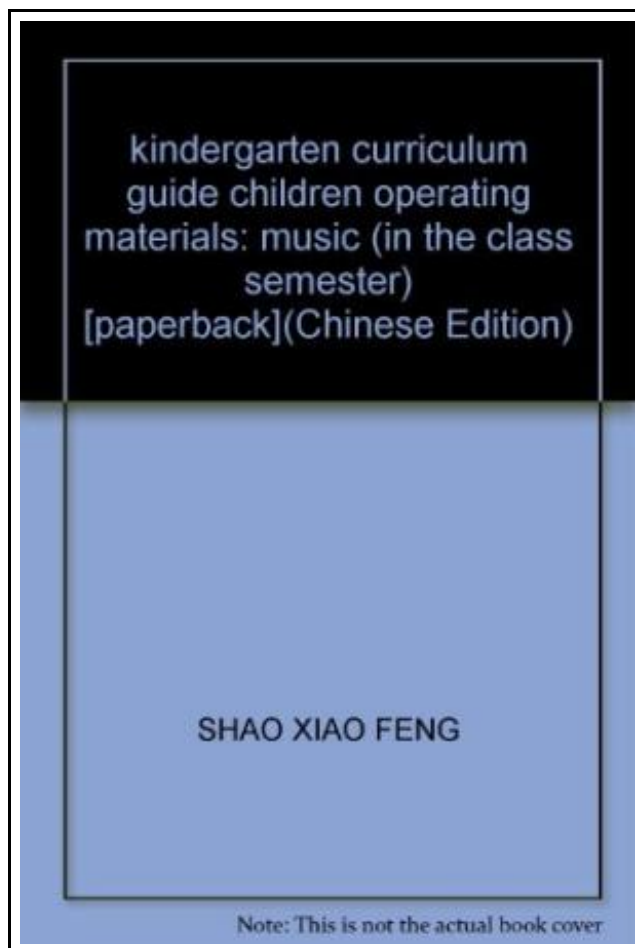 kindergarten curriculum
guide children operating
materials: music (in the class
semester)
[paperback](Chinese Edition)
SHAO XIAO FENG
Note: This is not the actual book cover